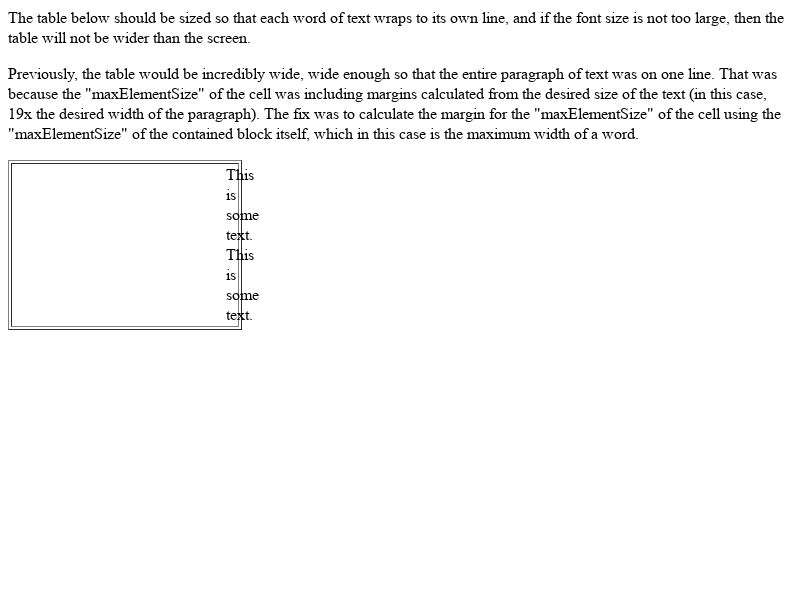 The table below should be sized so that each word of text wraps to its own line, and if the font size is not too large, then the
table will not be wider than the screen.
Previously, the table would be incredibly wide, wide enough so that the entire paragraph of text was on one line. That was
because the "maxElementSize" of the cell was including margins calculated from the desired size of the text (in this case,
19x the desired width of the paragraph). The fix was to calculate the margin for the "maxElementSize" of the cell using the
"maxElementSize" of the contained block itself, which in this case is the maximum width of a word.
This
is
some
text.
This
is
some
text.